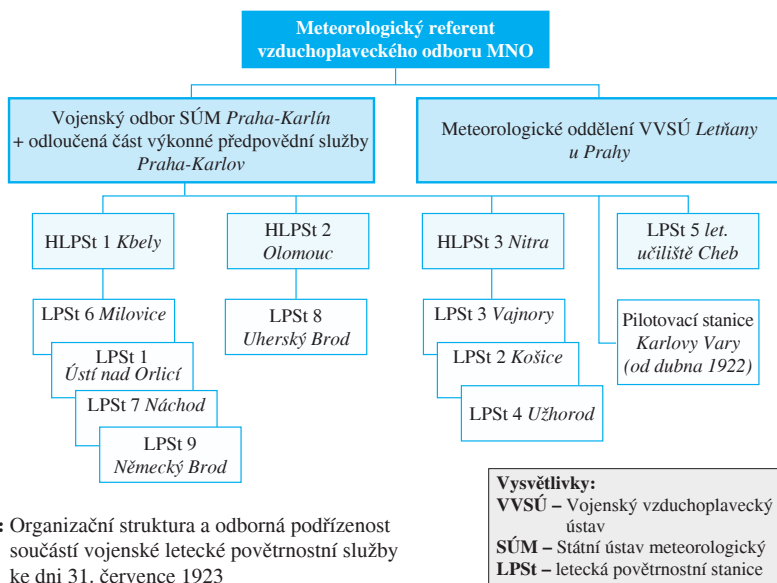 Meteorologický referent
vzduchoplaveckého odboru MNO
Vojenský odbor SÚM Praha-Karlín
+ odloučená část výkonné předpovědní služby
Praha-Karlov
Meteorologické oddělení VVSÚ Letňany
u Prahy
HLPSt 1 Kbely
HLPSt 2
Olomouc
HLPSt 3 Nitra
LPSt 5 let.
učiliště Cheb
LPSt 6 Milovice
LPSt 1
Ústí nad Orlicí
LPSt 7 Náchod
LPSt 9
Německý Brod
LPSt 8
Uherský Brod
LPSt 3 Vajnory
LPSt 2 Košice
LPSt 4 Užhorod
Pilotovací stanice
Karlovy Vary
(od dubna 1922)
: Organizační struktura a odborná podřízenost
součástí vojenské letecké povětrnostní služby
ke dni 31. července 1923
Vysvětlivky:
VVSÚ – Vojenský vzduchoplavecký
ústav
SÚM – Státní ústav meteorologický
LPSt – letecká povětrnostní stanice